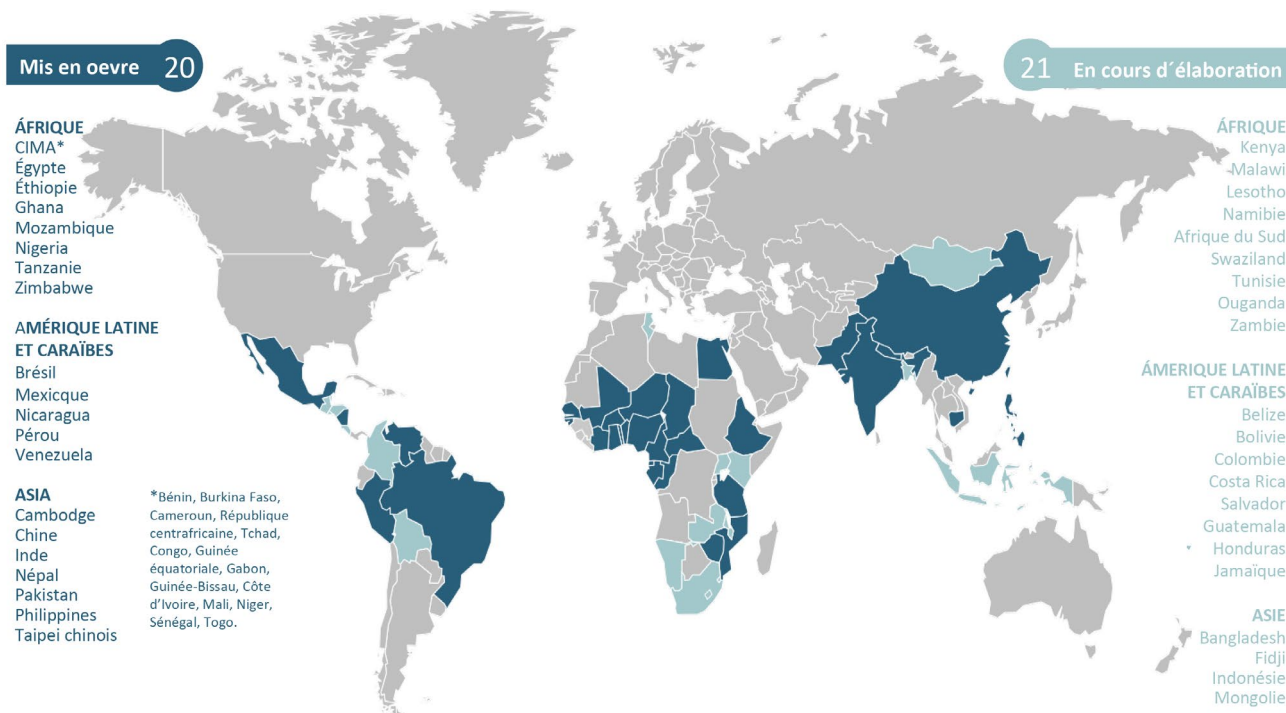 Mis en oevre 20
ÁFRIQUE
CIMA*
Égypte
Éthiopie
Ghana
Mozambique
Nigeria
Tanzanie
Zimbabwe
AMÉRIQUE LATINE
ET CARAÏBES
Brésil
Mexicque
Nicaragua
Pérou
Venezuela
ASIA
Cambodge
Chine
Inde
Népal
Pakistan
Philippines
Taipei chinois
*Bénin, Burkina Faso,
Cameroun, République
centrafricaine, Tchad,
Congo, Guinée
équatoriale, Gabon,
Guinée-Bissau, Côte
d'Ivoire, Mali, Niger,
Sénégal, Togo.
21 En cours d´élaboration
ÁFRIQUE
Kenya
Malawi
Lesotho
Namibie
Afrique du Sud
Swaziland
Tunisie
Ouganda
Zambie
ÁMERIQUE LATINE
ET CARAÏBES
Belize
Bolivie
Colombie
Costa Rica
Salvador
Guatemala
Honduras
Jamaïque
ASIE
Bangladesh
Fidji
Indonésie
Mongolie